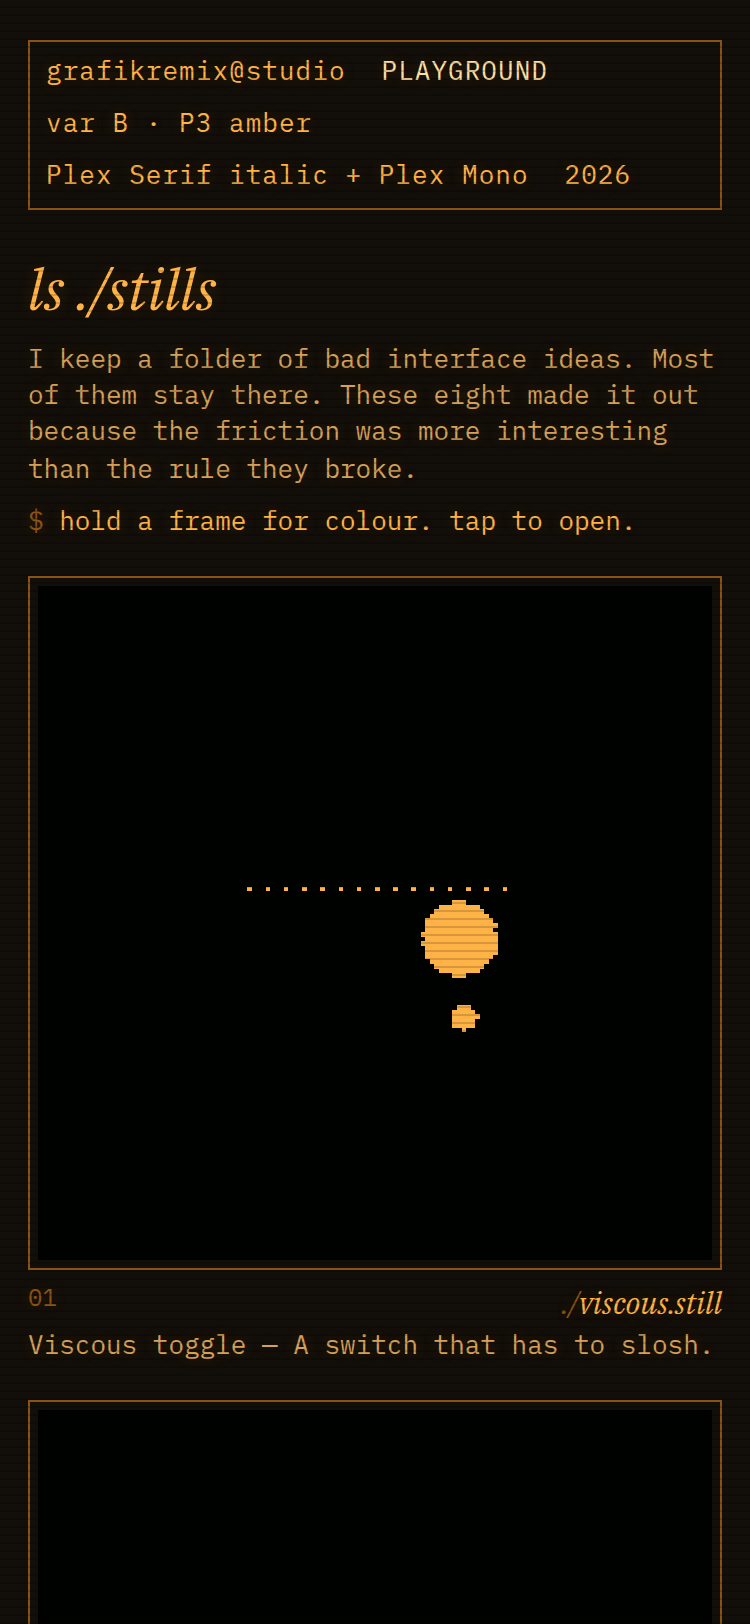 grafikremix@studio PLAYGROUND
var B · P3 amber
Plex Serif italic + Plex Mono 2026
ls ./stills
I keep a folder of bad interface ideas. Most
of them stay there. These eight made it out
because the friction was more interesting
than the rule they broke.
$ hold a frame for colour. tap to open.
01 ./viscous.still
Viscous toggle — A switch that has to slosh.